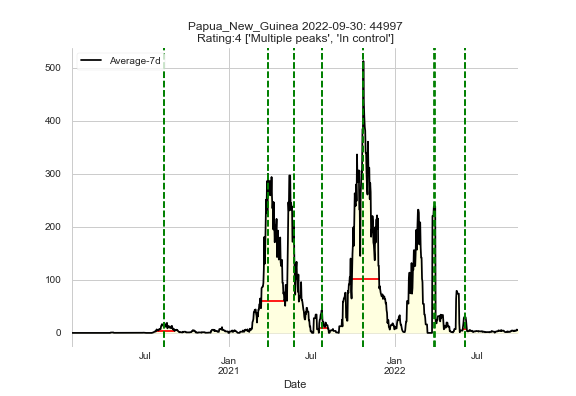 Papua_New_Guinea 2022-09-30: 44997
Rating:4 ['Multiple peaks', 'In control']
Average-7d
500
400
300
200
100
0
Jul
Jan
2021
Jul
Jan
2022
Jul
Date